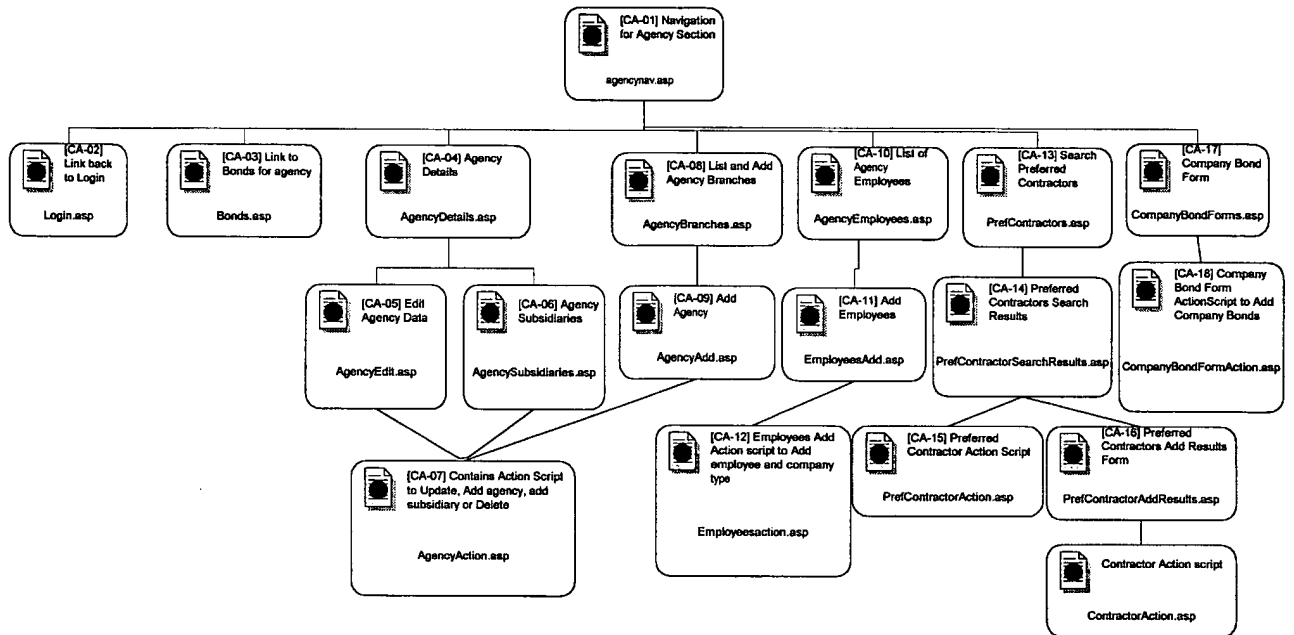 [CA-01] Navigation
for Agency Section
agencynav.asp
[CA-02]
Link back
to Login
Login.asp
[CA-03] Link to
Bonds for agency
Bonds.asp
[CA-04] Agency
Details
AgencyDetails.asp
[CA-08] List and Add
Agency Branches
AgencyBranches.asp
[CA-10] List of
Agency
Employees
AgencyEmployees.asp
[CA-13] Search
Preferred
Contractors
PrefContractors.asp
[CA-17]
Company Bond
Form
CompanyBondForms.asp
[CA-05] Edit
Agency Data
AgencyEdit.asp
[CA-06] Agency
Subsidiaries
AgencySubsidiaries.asp
[CA-09] Add
Agency
AgencyAdd.asp
[CA-11] Add
Employees
EmployeesAdd.asp
[CA-14] Preferred
Contractors Search
Results
PrefContractorSearchResults.asp
[CA-18] Company
Bond Form
ActionScript to Add
Company Bonds
CompanyBondFormAction.asp
[CA-07] Contains Action Script
to Update, Add agency, add
subsidiary or Delete
AgencyAction.asp
[CA-12] Employees Add
Action script to Add
employee and company
type
Employeesaction.asp
[CA-15] Preferred
Contractor Action Script
PrefContractorAction.asp
[CA-16] Preferred
Contractors Add Results
Form
PrefContractorAddResults.asp
Contractor Action script
ContractorAction.asp